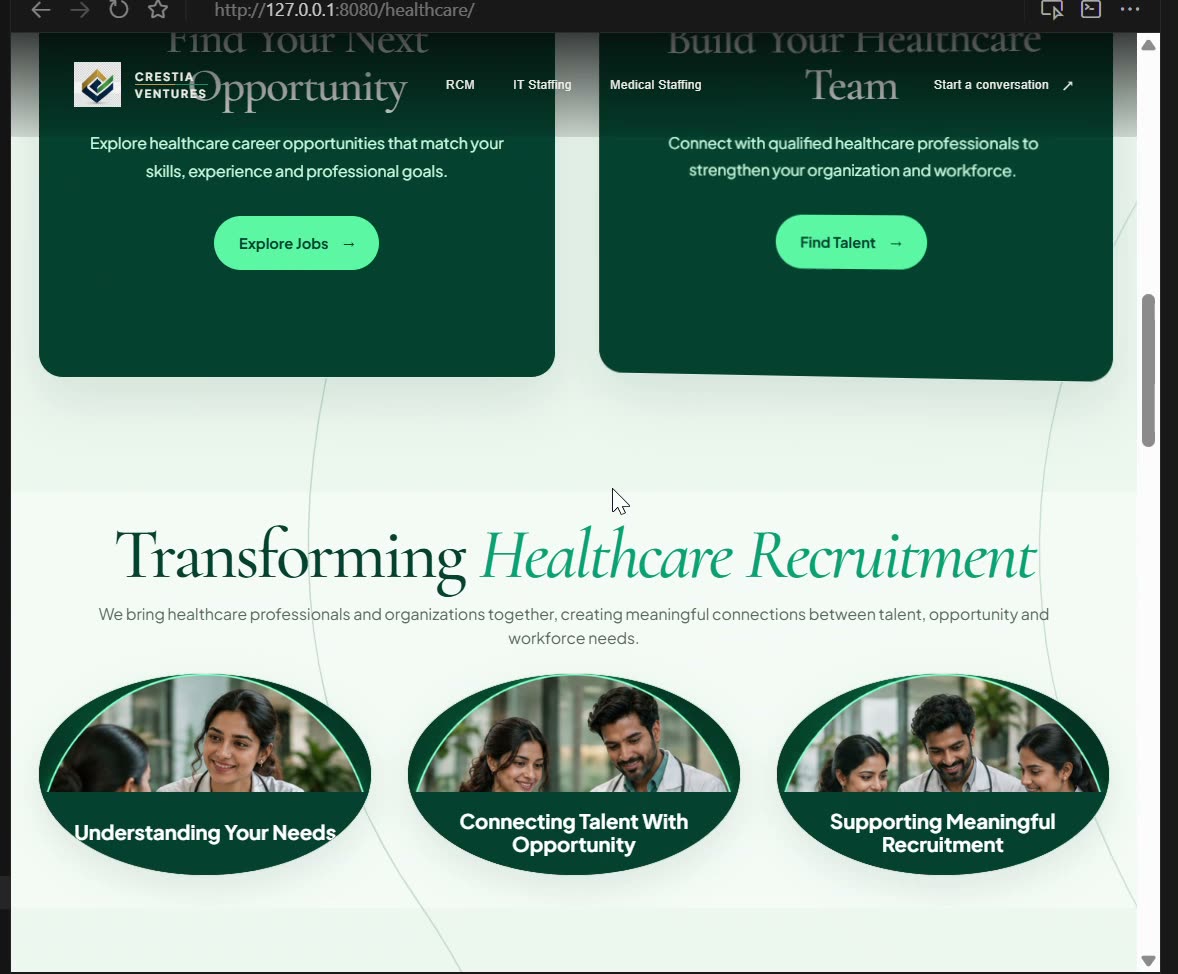 http://127.0.0.1:8080/healthcare/
Find Your Next
Opportunity
Build Your Healthcare
Team
CRESTIA
VENTURES
RCM
IT Staffing
Medical Staffing
Start a conversation ↗
Explore healthcare career opportunities that match your
skills, experience and professional goals.
Explore Jobs →
Connect with qualified healthcare professionals to
strengthen your organization and workforce.
Find Talent →
Transforming Healthcare Recruitment
We bring healthcare professionals and organizations together, creating meaningful connections between talent, opportunity and
workforce needs.
Understanding Your Needs
Connecting Talent With
Opportunity
Supporting Meaningful
Recruitment